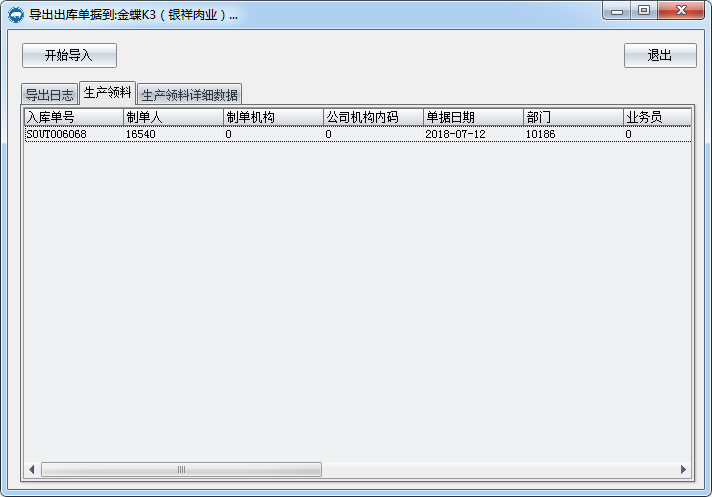 导出出库单据到:金蝶K3（银祥肉业）...
开始导入
退出
导出日志 生产领料 生产领料详细数据
入库单号 制单人 制单机构 公司机构内码 单据日期 部门 业务员
SOUT006068 16540 0 0 2018-07-12 10186 0